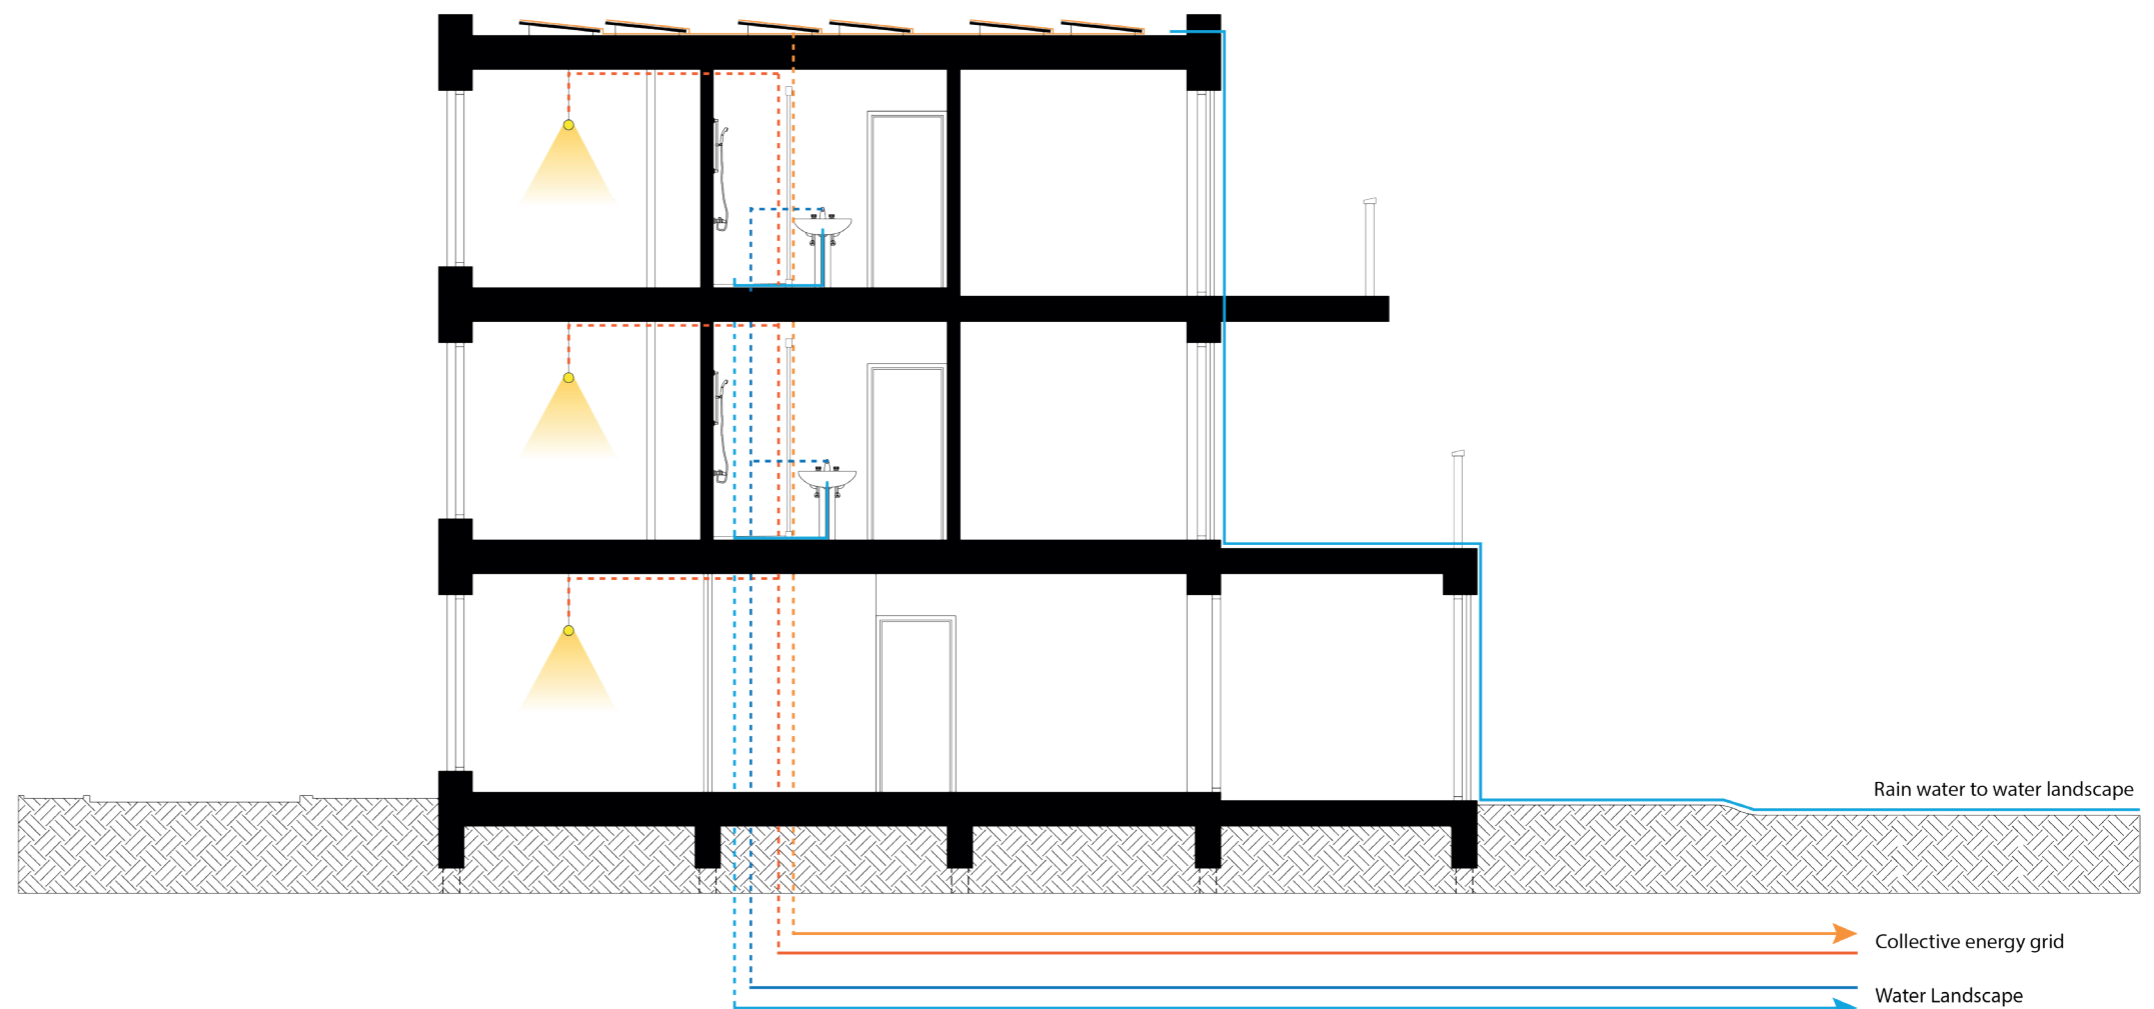 Rain water to water landscape
Collective energy grid
Water Landscape